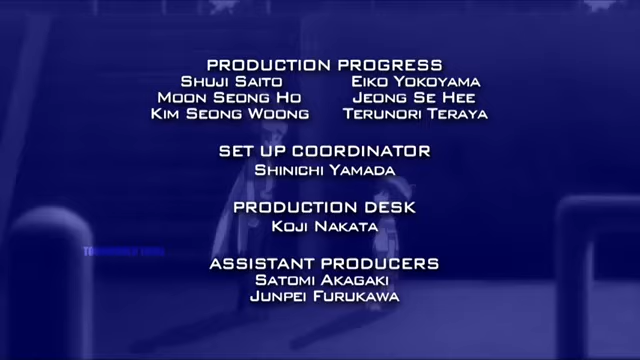 PRODUCTION PROGRESS
SHUJI SAITO EIKO YOKOYAMA
MOON SEONG HO JEONG SE HEE
KIM SEONG WOONG TERUNORI TERAYA
SET UP COORDINATOR
SHINICHI YAMADA
PRODUCTION DESK
KOJI NAKATA
ASSISTANT PRODUCERS
SATOMI AKAGAKI
JUNPEI FURUKAWA